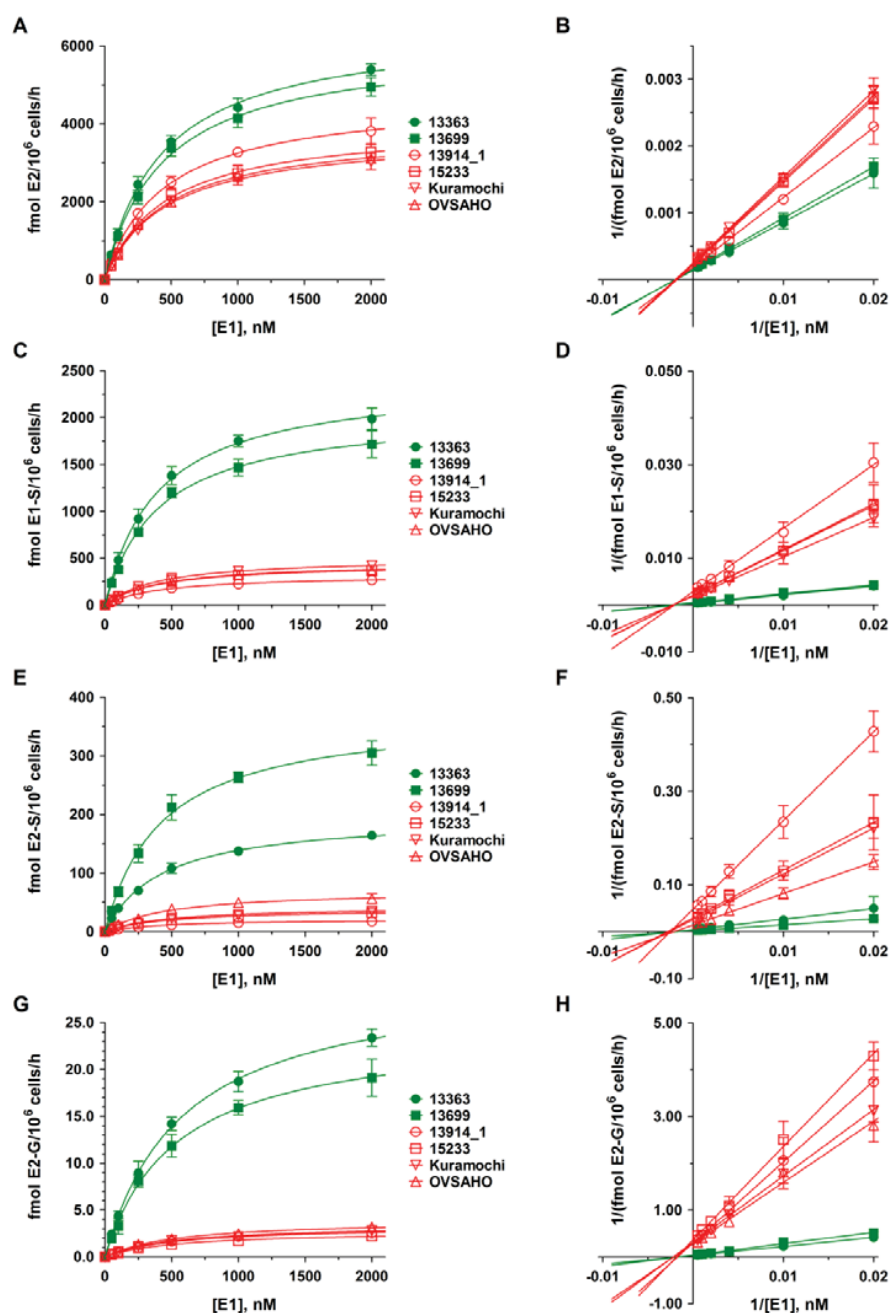 A
fmol E2/10⁶ cells/h
6000
4000
2000
0
0
500
1000
1500
2000
[E1], nM
13363
13699
13914_1
15233
Kuramochi
OVSAHO
B
1/(fmol E2/10⁶ cells/h)
0.003
0.002
0.001
-0.01
0.01
0.02
1/[E1], nM
C
fmol E1-S/10⁶ cells/h
2500
2000
1500
1000
500
0
0
500
1000
1500
2000
[E1], nM
13363
13699
13914_1
15233
Kuramochi
OVSAHO
D
1/(fmol E1-S/10⁶ cells/h)
0.050
0.030
0.010
-0.010
-0.01
0.01
0.02
1/[E1], nM
E
fmol E2-S/10⁶ cells/h
400
300
200
100
0
0
500
1000
1500
2000
[E1], nM
13363
13699
13914_1
15233
Kuramochi
OVSAHO
F
1/(fmol E2-S/10⁶ cells/h)
0.50
0.30
0.10
-0.10
-0.01
0.01
0.02
1/[E1], nM
G
fmol E2-G/10⁶ cells/h
25.0
20.0
15.0
10.0
5.0
0.0
0
500
1000
1500
2000
[E1], nM
13363
13699
13914_1
15233
Kuramochi
OVSAHO
H
1/(fmol E2-G/10⁶ cells/h)
5.00
3.00
1.00
-1.00
-0.01
0.01
0.02
1/[E1], nM